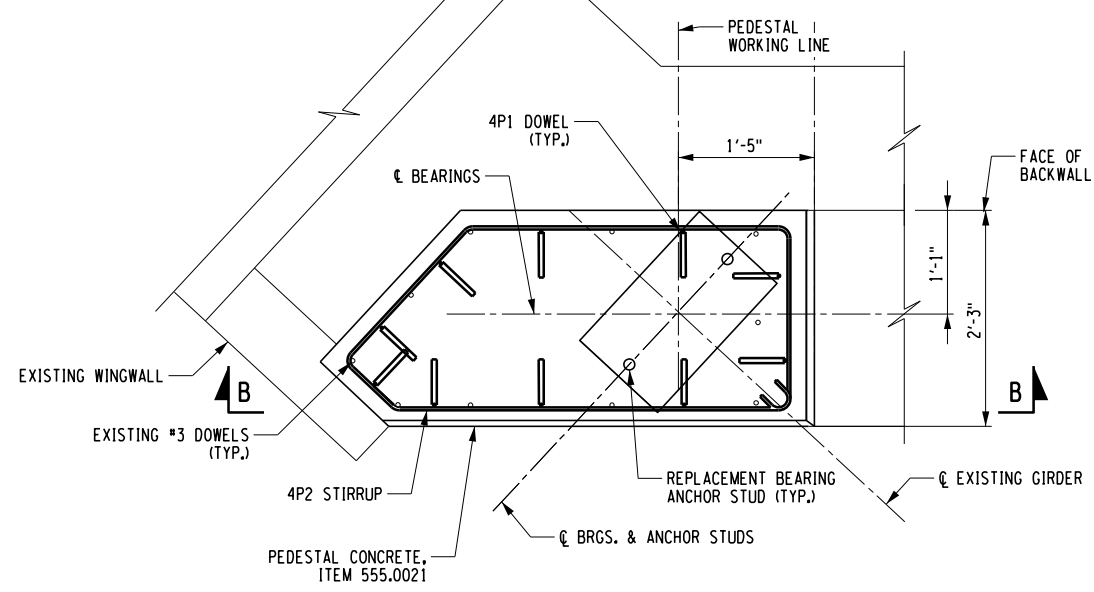 PEDESTAL
WORKING LINE
4P1 DOWEL
(TYP.)
1'-5"
FACE OF
BACKWALL
℄ BEARINGS
1'-1"
2'-3"
EXISTING WINGWALL
B
B
EXISTING #3 DOWELS
(TYP.)
4P2 STIRRUP
REPLACEMENT BEARING
ANCHOR STUD (TYP.)
℄ EXISTING GIRDER
℄ BRGS. & ANCHOR STUDS
PEDESTAL CONCRETE,
ITEM 555.0021